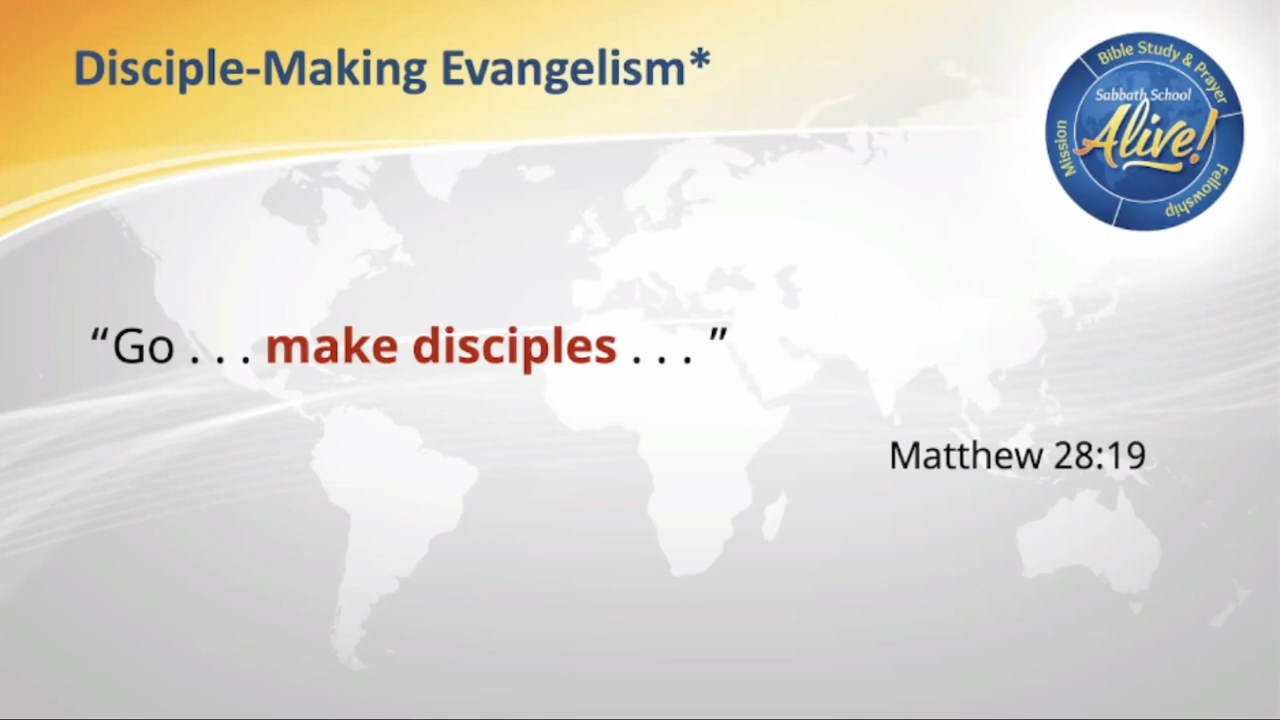 Disciple-Making Evangelism*
Bible Study & Prayer
Sabbath School
Alive!
Mission
Fellowship
“Go . . . make disciples . . . ”
Matthew 28:19